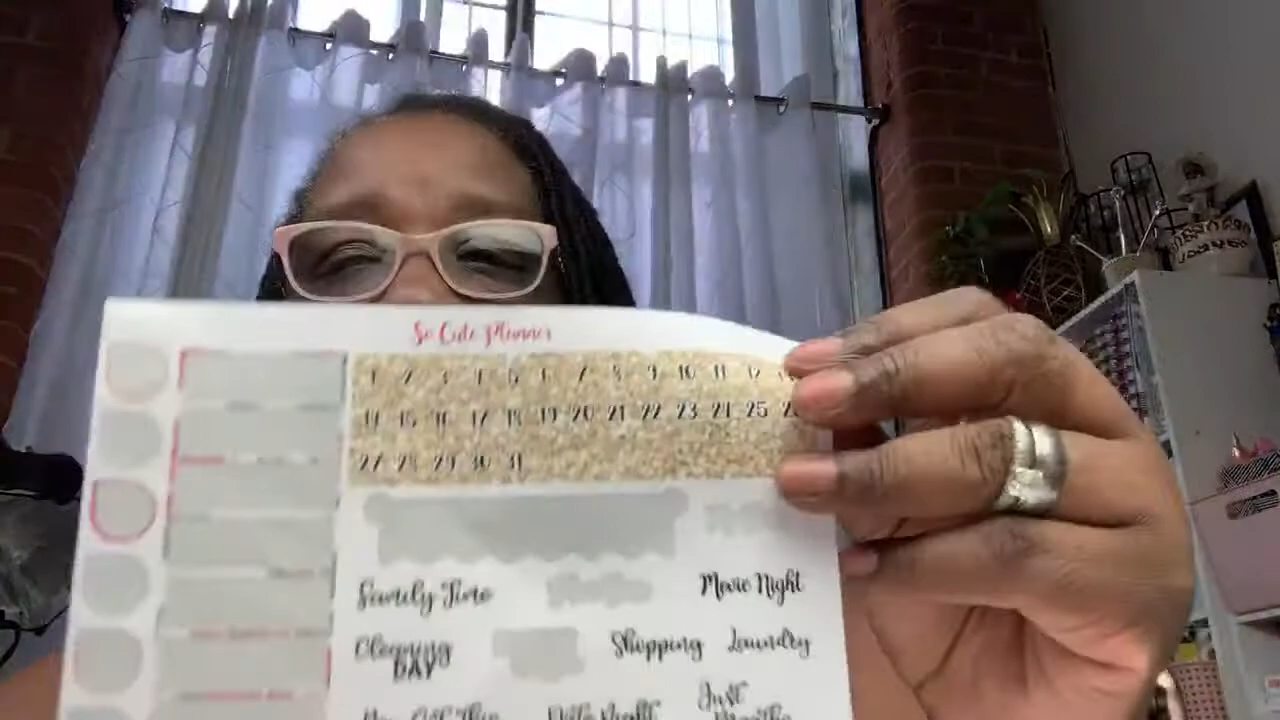 So Cute Planner
1 2 3 4 5 6 7 8 9 10 11 12
14 15 16 17 18 19 20 21 22 23 24 25
27 28 29 30 31
Family Time
Movie Night
Cleaning DAY
Shopping
Laundry
Date Night
Just